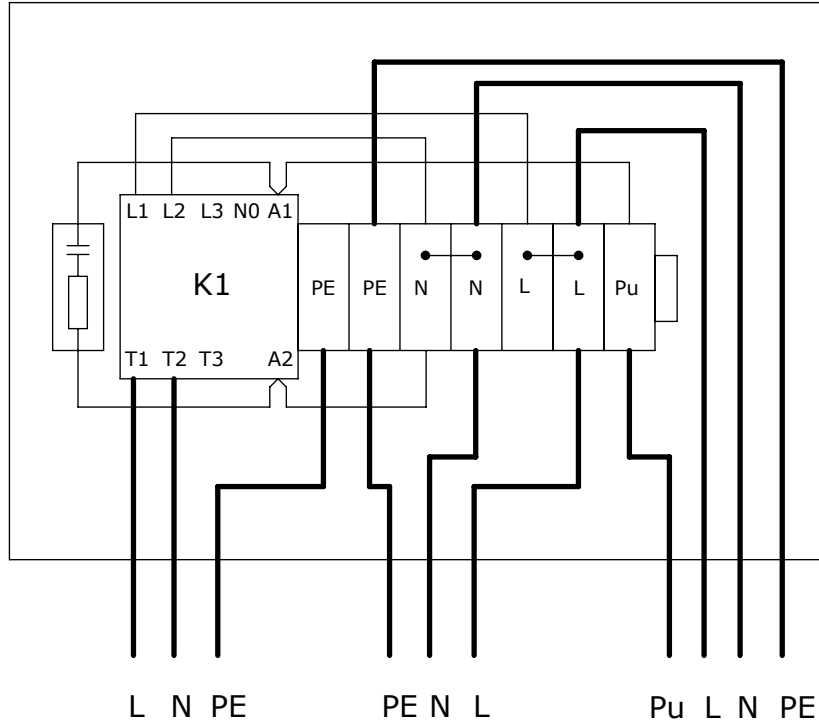 L1 L2 L3 N0 A1
K1
PE PE N N L L Pu
T1 T2 T3 A2
L N PE PE N L Pu L N PE